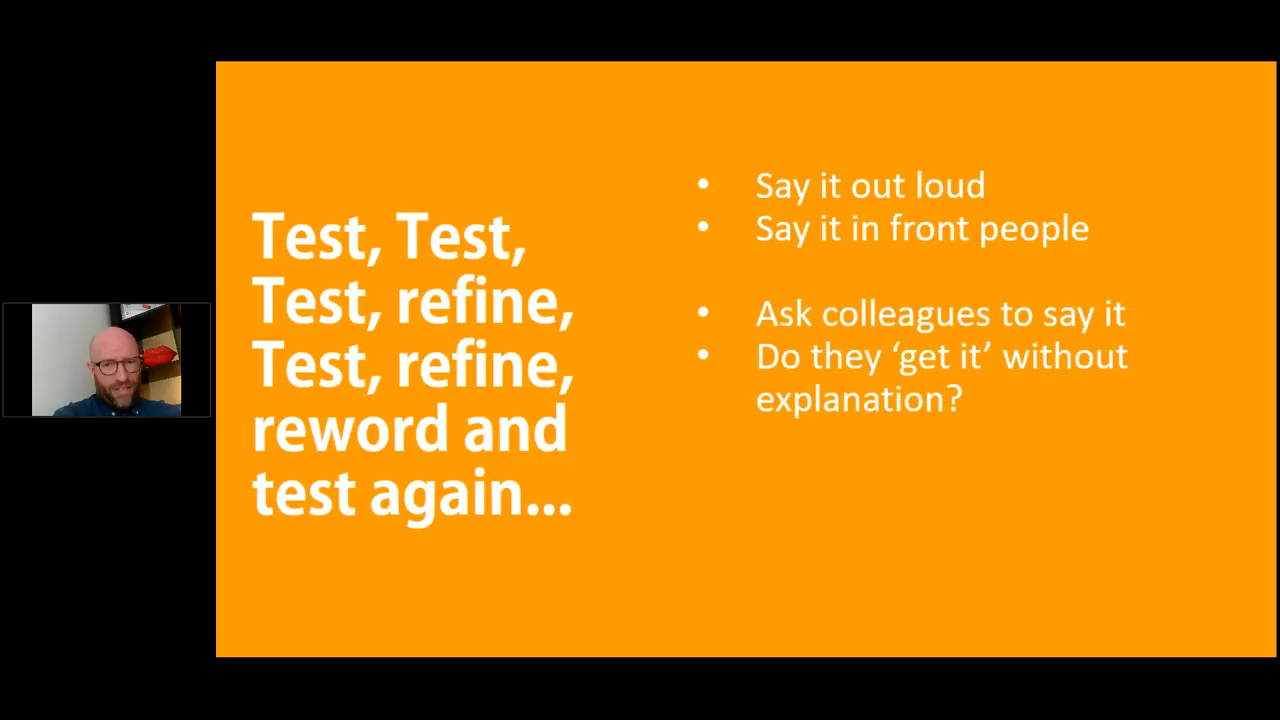 Test, Test,
Test, refine,
Test, refine,
reword and
test again...
• Say it out loud
• Say it in front people
• Ask colleagues to say it
• Do they ‘get it’ without
explanation?